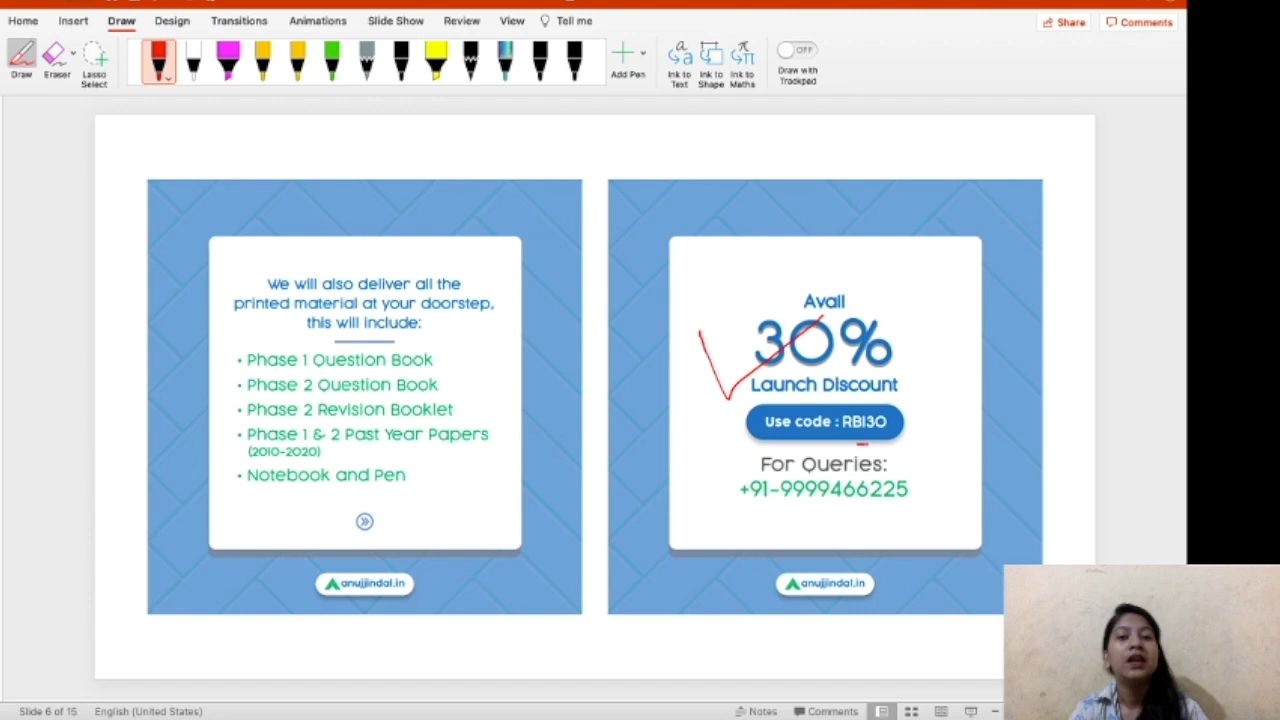 Home Insert Draw Design Transitions Animations Slide Show Review View Tell me Share Comments
Draw Eraser Lasso Select Add Pen Ink to Text Ink to Shape Ink to Maths OFF Draw with Trackpad
We will also deliver all the
printed material at your doorstep,
this will include:
• Phase 1 Question Book
• Phase 2 Question Book
• Phase 2 Revision Booklet
• Phase 1 & 2 Past Year Papers
(2010-2020)
• Notebook and Pen
anujjindal.in
Avail
30%
Launch Discount
Use code : RBI30
For Queries:
+91-9999466225
anujjindal.in
Slide 6 of 15 English (United States) Notes Comments